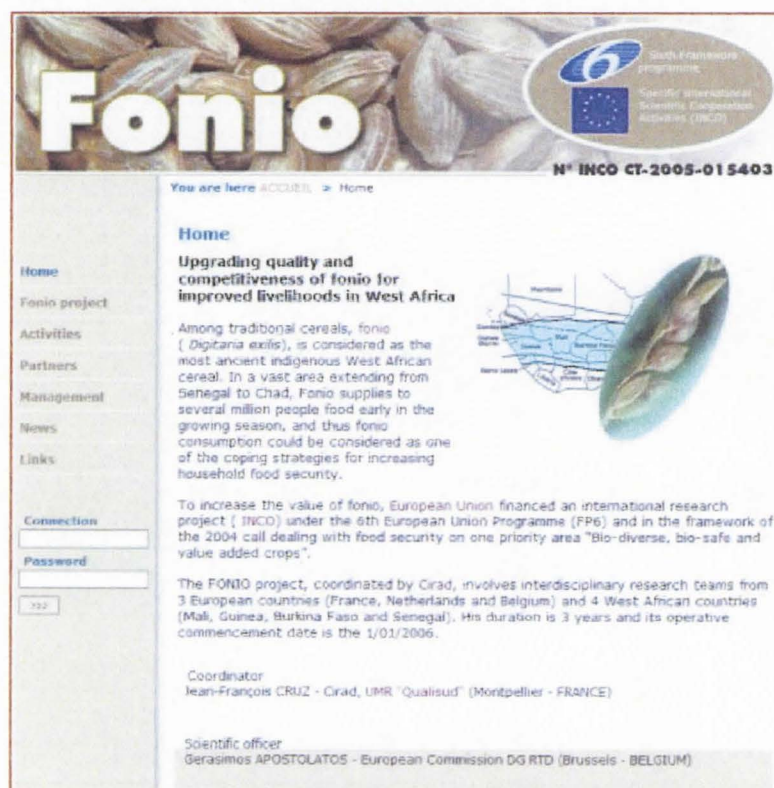 Fonio
Sixth Framework
programme
Specific International
Scientific Cooperation
Activities (INCO)
N° INCO CT-2005-015403
You are here ACCUEIL > Home
Home
Fonio project
Activities
Partners
Management
News
Links
Connection
Password
>>>
Home
Upgrading quality and
competitiveness of fonio for
improved livelihoods in West Africa
Among traditional cereals, fonio
( Digitaria exilis), is considered as the
most ancient indigenous West African
cereal. In a vast area extending from
Senegal to Chad, Fonio supplies to
several million people food early in the
growing season, and thus fonio
consumption could be considered as one
of the coping strategies for increasing
household food security.
To increase the value of fonio, European Union financed an international research
project ( INCO) under the 6th European Union Programme (FP6) and in the framework of
the 2004 call dealing with food security on one priority area "Bio-diverse, bio-safe and
value added crops".
The FONIO project, coordinated by Cirad, involves interdisciplinary research teams from
3 European countries (France, Netherlands and Belgium) and 4 West African countries
(Mali, Guinea, Burkina Faso and Senegal). His duration is 3 years and its operative
commencement date is the 1/01/2006.
Coordinator
Jean-François CRUZ - Cirad, UMR "Qualisud" (Montpellier - FRANCE)
Scientific officer
Gerasimos APOSTOLATOS - European Commission DG RTD (Brussels - BELGIUM)